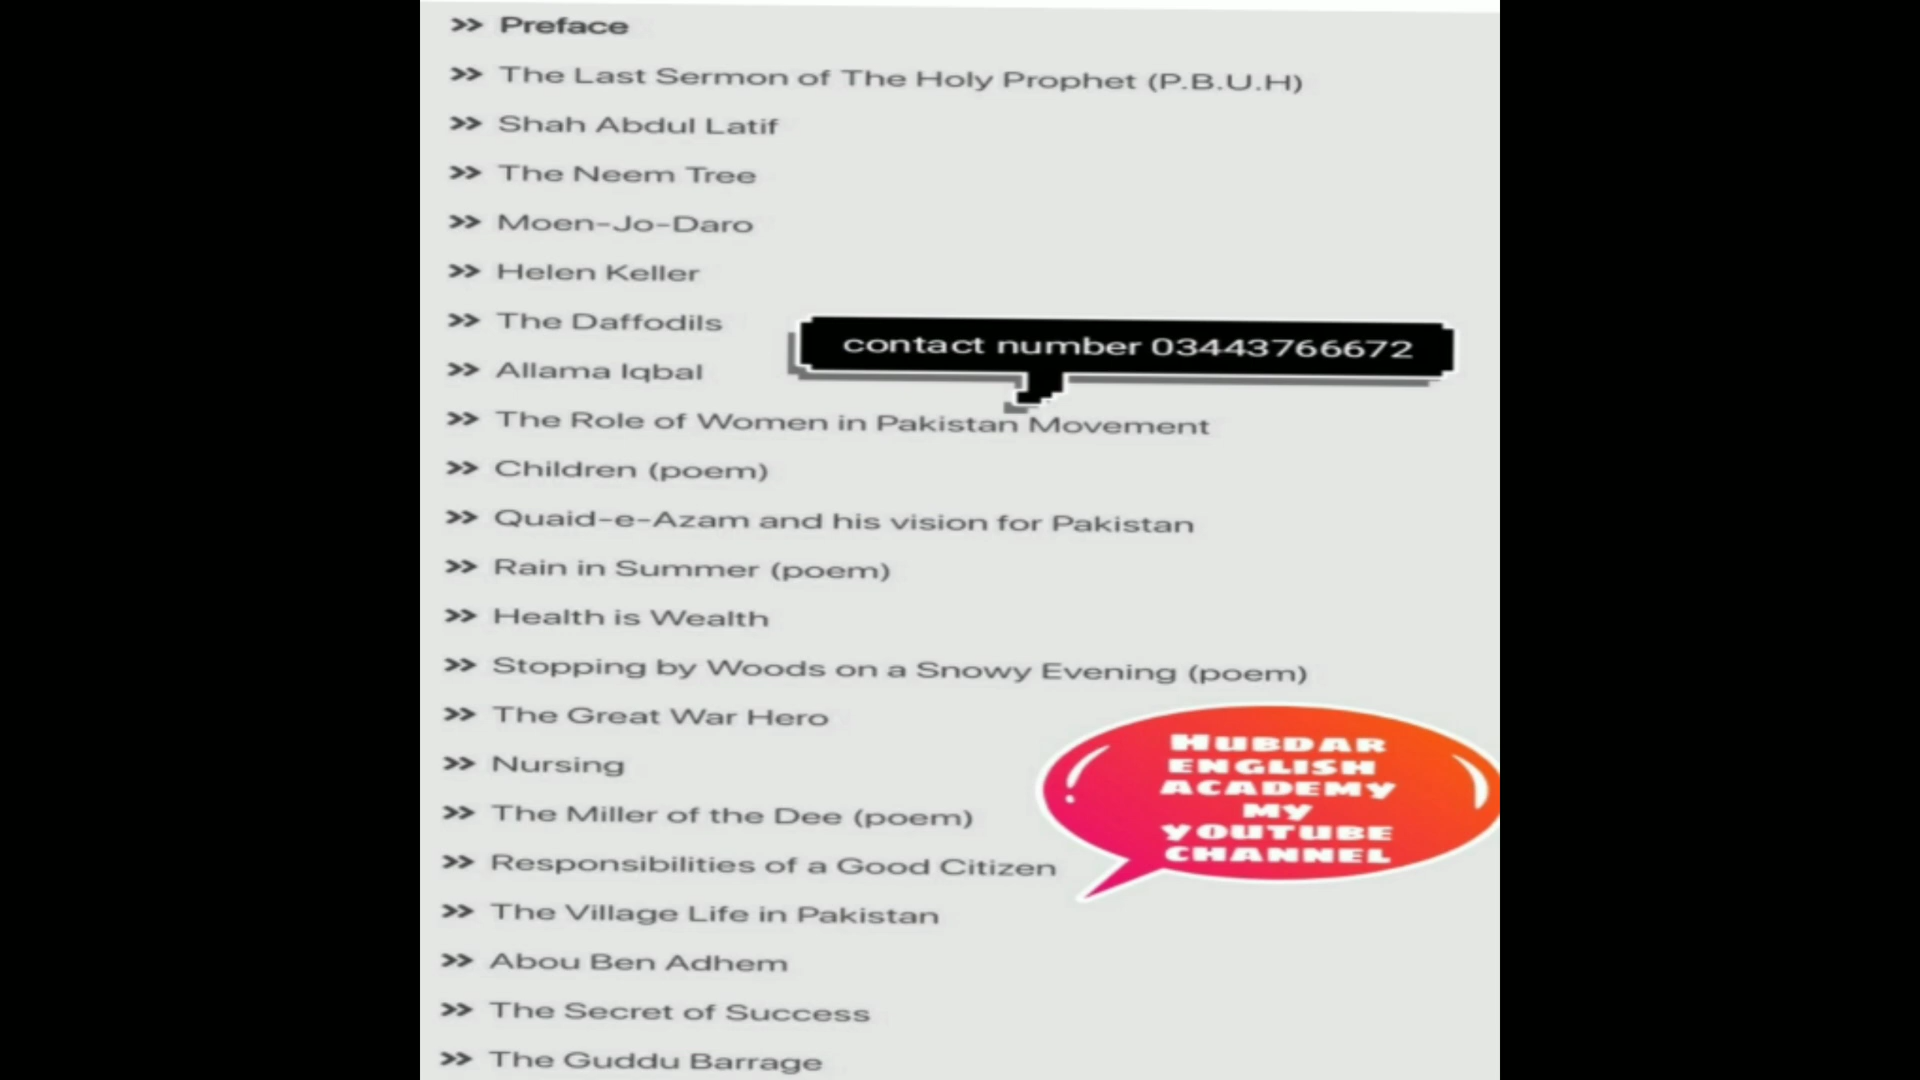 >> Preface
>> The Last Sermon of The Holy Prophet (P.B.U.H)
>> Shah Abdul Latif
>> The Neem Tree
>> Moen-Jo-Daro
>> Helen Keller
>> The Daffodils
contact number 03443766672
>> Allama Iqbal
>> The Role of Women in Pakistan Movement
>> Children (poem)
>> Quaid-e-Azam and his vision for Pakistan
>> Rain in Summer (poem)
>> Health is Wealth
>> Stopping by Woods on a Snowy Evening (poem)
>> The Great War Hero
>> Nursing
>> The Miller of the Dee (poem)
>> Responsibilities of a Good Citizen
>> The Village Life in Pakistan
>> Abou Ben Adhem
>> The Secret of Success
>> The Guddu Barrage
HUBDAR
ENGLISH
ACADEMY
MY
YOUTUBE
CHANNEL